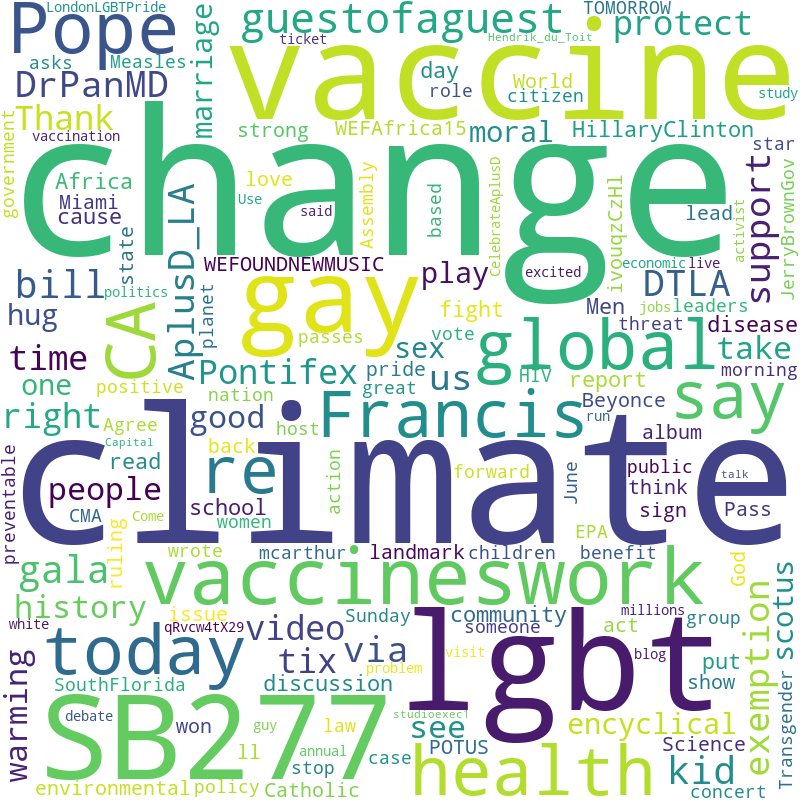 LondonLGBTPride
Pope
guestofaguest
TOMORROW
protect
asks
Measles
marriage
ticket
Hendrik_du_Toit
vaccine
DrPanMD
day
World
role
citizen
study
government
Thank
vaccination
strong
WEFAfrica15
moral
HillaryClinton
star
change
Africa
Miami
cause
love
Use
said
Assembly
based
CelebrateAplusD
lead
support
activist
JerryBrownGov
state
AplusD_LA
WEFOUNDNEWMUSIC
play
excited
ivouqzCzHl
economic
live
bill
politics
planet
gay
DTLA
jobs
leaders
hug
CA
passes
fight
vote
Men
threat
disease
time
Pontifex
sex
global
take
one
positive
nation
pride
great
us
HIV
report
morning
right
Agree
good
host
Francis
Beyonce
say
run
Capital
back
album
climate
preventable
read
re
action
forward
June
public
think
talk
people
school
women
sign
Pass
CMA
Come
ruling
wrote
mcarthur
landmark
children
EPA
benefit
God
gala
vaccineswork
scotus
history
issue
qRvcw4tX29
Sunday
community
someone
millions
group
exemption
white
today
video
via
lgbt
act
blog
put
show
warming
tix
problem
visit
SouthFlorida
discussion
Transgender
debate
SB277
won
guy
law
studioexec1
see
encyclical
ll
annual
case
POTUS
Science
environmental
policy
stop
Catholic
health
kid
concert